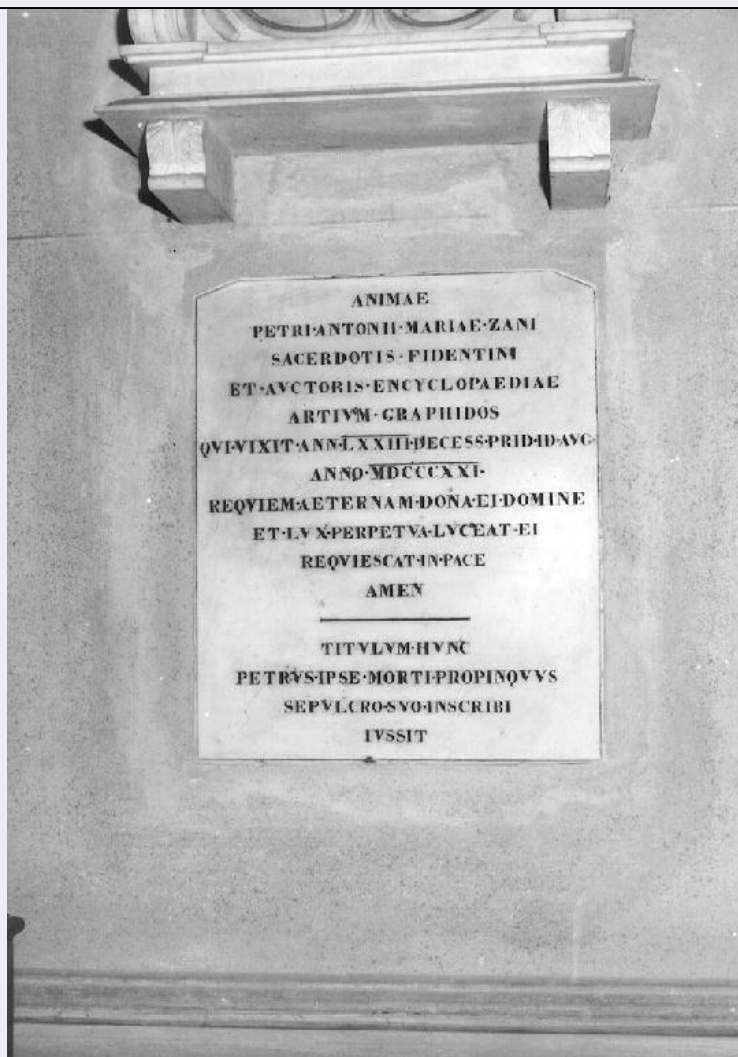 ANIMAE
PETRI·ANTONII·MARIAE·ZANI
SACERDOTIS·FIDENTINI
ET·AVCTORIS·ENCYCLOPAEDIAE
ARTIVM·GRAPHIDOS
QVI·VIXIT·ANN·LXXIII·DECESS·PRID·ID·AVG·
ANNO·MDCCCXXI·
REQVIEM·AETERNAM·DONA·EI·DOMINE
ET·LVX·PERPETVA·LVCEAT·EI
REQVIESCAT·IN·PACE
AMEN
TITVLVM·HVNC
PETRVS·IPSE·MORTI·PROPINQVVS
SEPVLCRO·SVO·INSCRIBI
IVSSIT